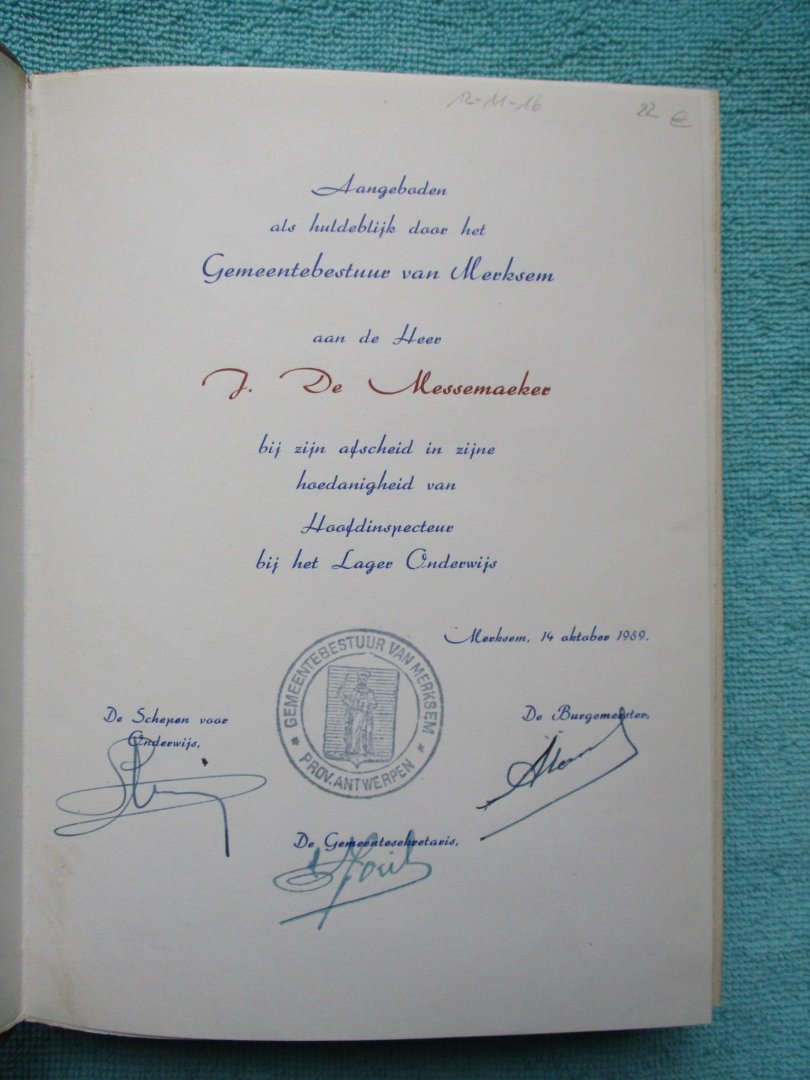 12-11-16
22 e
Aangeboden
als huldeblijk door het
Gemeentebestuur van Merksem
aan de Heer
J. De Messemaeker
bij zijn afscheid in zijne
hoedanigheid van
Hoofdinspecteur
bij het Lager Onderwijs
Merksem, 14 oktober 1959.
GEMEENTEBESTUUR VAN MERKSEM
* PROV. ANTWERPEN *
De Schepen voor
Onderwijs,
De Burgemeester,
De Gemeentesekretaris,